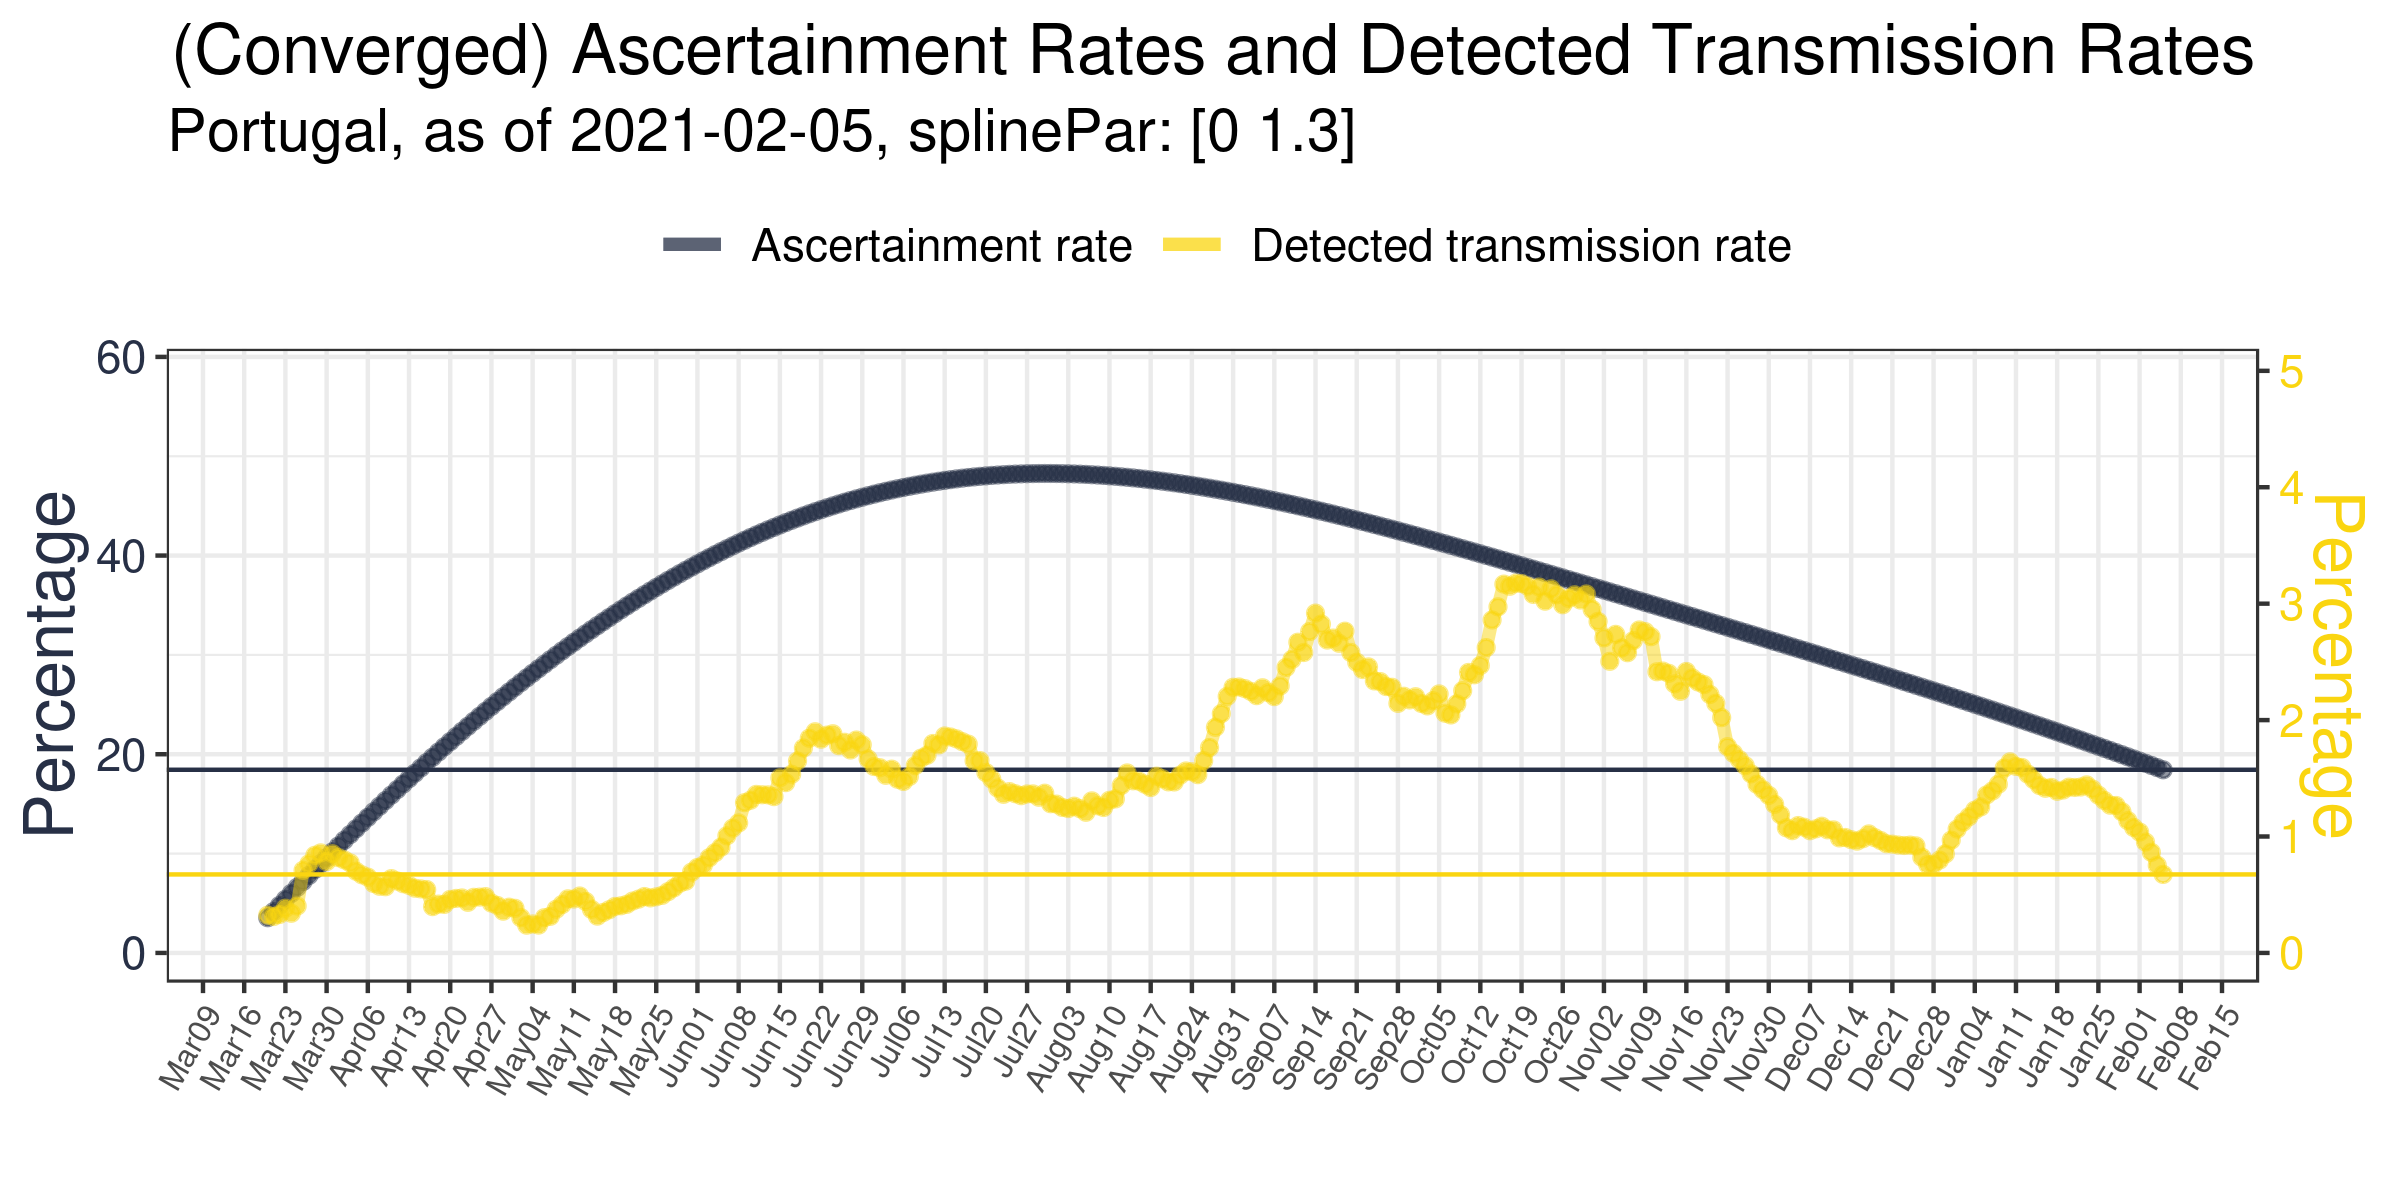 (Converged) Ascertainment Rates and Detected Transmission Rates
Portugal, as of 2021-02-05, splinePar: [0 1.3]
Ascertainment rate
Detected transmission rate
Percentage
60
40
20
0
5
4
3
2
1
0
Percentage
Mar09
Mar16
Mar23
Mar30
Apr06
Apr13
Apr20
Apr27
May04
May11
May18
May25
Jun01
Jun08
Jun15
Jun22
Jun29
Jul06
Jul13
Jul20
Jul27
Aug03
Aug10
Aug17
Aug24
Aug31
Sep07
Sep14
Sep21
Sep28
Oct05
Oct12
Oct19
Oct26
Nov02
Nov09
Nov16
Nov23
Nov30
Dec07
Dec14
Dec21
Dec28
Jan04
Jan11
Jan18
Jan25
Feb01
Feb08
Feb15